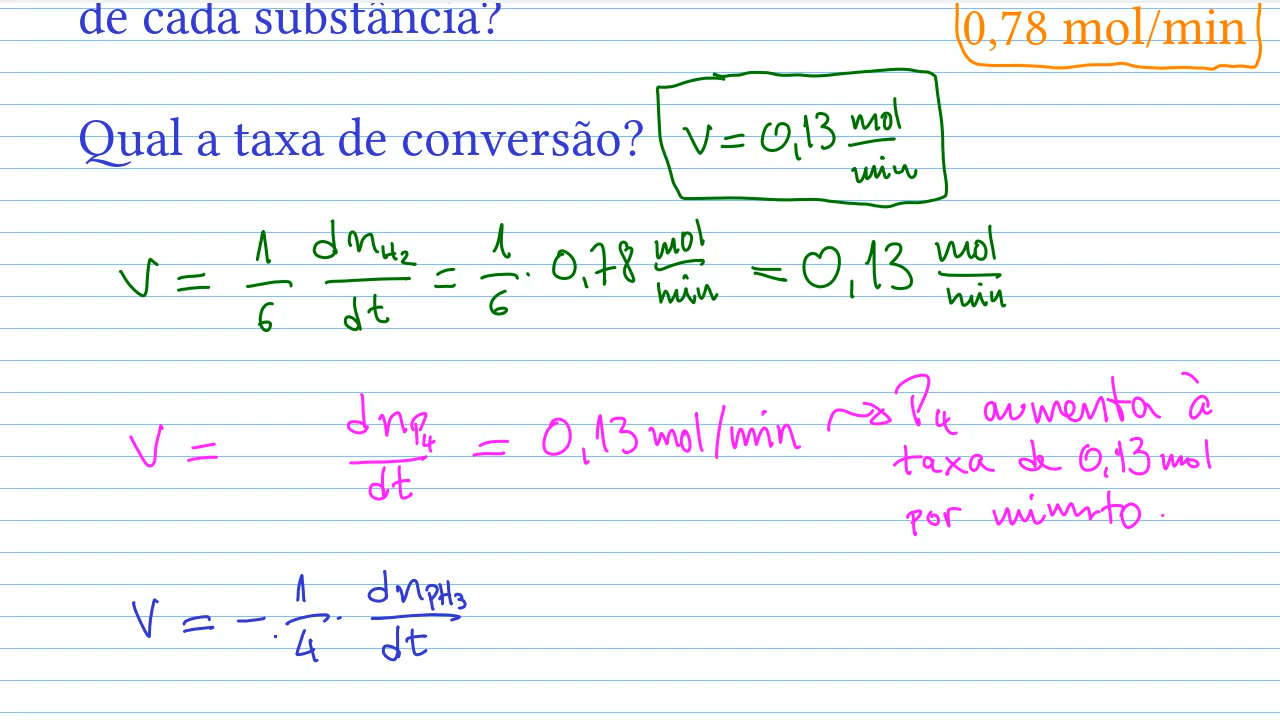 de cada substância?
0,78 mol/min
Qual a taxa de conversão?
V = 0,13 mol/min
V = 1/6 dnH₂/dt = 1/6 · 0,78 mol/min = 0,13 mol/min
V = dnP₄/dt = 0,13 mol/min ⤳ P₄ aumenta à
taxa de 0,13 mol
por minuto.
V = - 1/4 · dnPH₃/dt